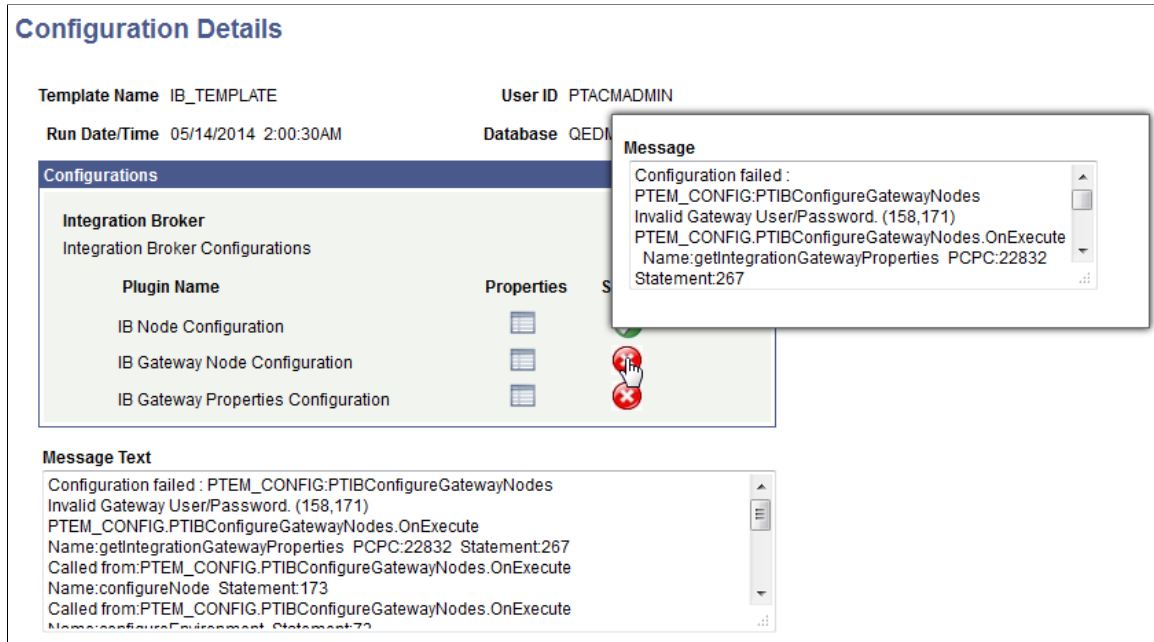 Configuration Details
Template Name IB_TEMPLATE User ID PTACMADMIN
Run Date/Time 05/14/2014 2:00:30AM Database
Message
Configuration failed :
PTEM_CONFIG:PTIBConfigureGatewayNodes
Invalid Gateway User/Password. (158,171)
PTEM_CONFIG.PTIBConfigureGatewayNodes.OnExecute
Name:getIntegrationGatewayProperties PCPC:22832
Statement:267
Configurations
Integration Broker
Integration Broker Configurations
Plugin Name Properties
IB Node Configuration
IB Gateway Node Configuration
IB Gateway Properties Configuration
Message Text
Configuration failed : PTEM_CONFIG:PTIBConfigureGatewayNodes
Invalid Gateway User/Password. (158,171)
PTEM_CONFIG.PTIBConfigureGatewayNodes.OnExecute
Name:getIntegrationGatewayProperties PCPC:22832 Statement:267
Called from:PTEM_CONFIG.PTIBConfigureGatewayNodes.OnExecute
Name:configureNode Statement:173
Called from:PTEM_CONFIG.PTIBConfigureGatewayNodes.OnExecute
Name:configureEnvironment Statement:72